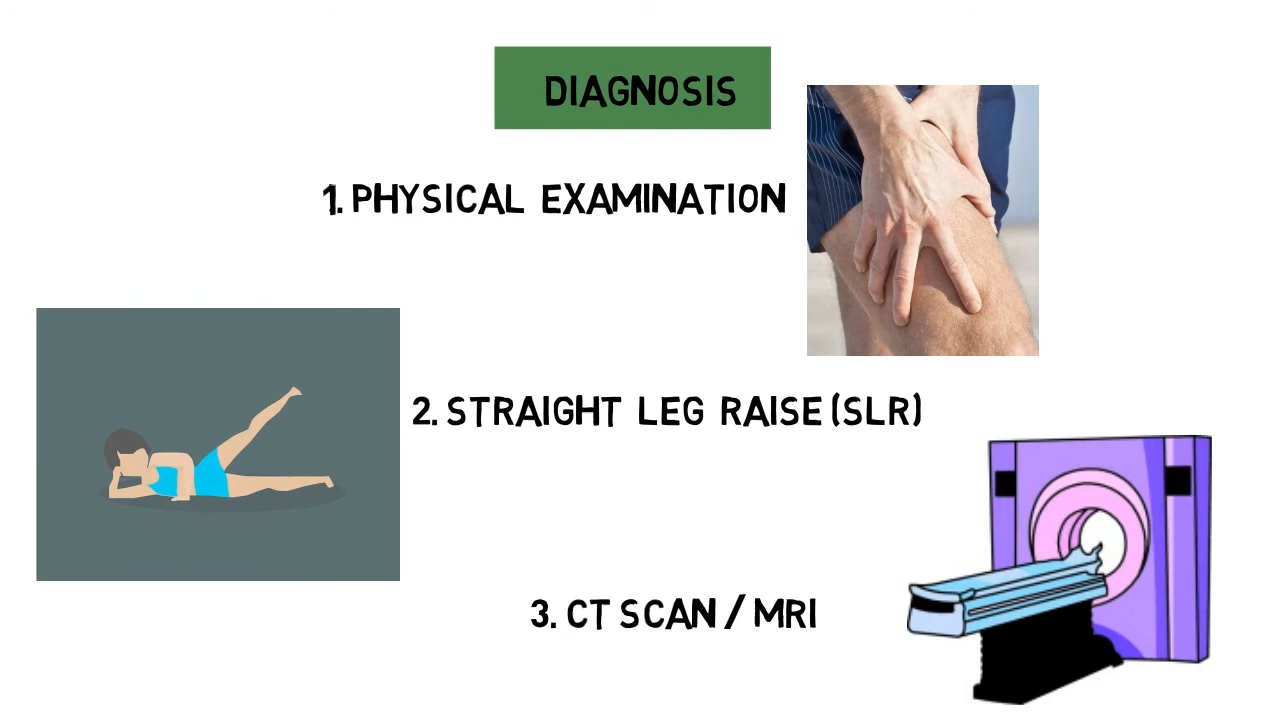 DIAGNOSIS
1. PHYSICAL EXAMINATION
2. STRAIGHT LEG RAISE (SLR)
3. CT SCAN / MRI